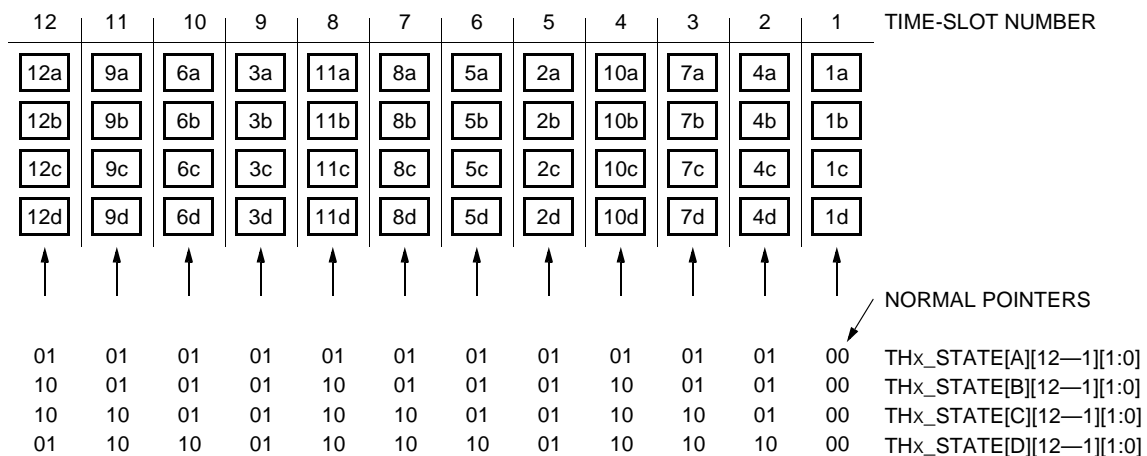 12 11 10 9 8 7 6 5 4 3 2 1 TIME-SLOT NUMBER
12a 9a 6a 3a 11a 8a 5a 2a 10a 7a 4a 1a
12b 9b 6b 3b 11b 8b 5b 2b 10b 7b 4b 1b
12c 9c 6c 3c 11c 8c 5c 2c 10c 7c 4c 1c
12d 9d 6d 3d 11d 8d 5d 2d 10d 7d 4d 1d
NORMAL POINTERS
01 01 01 01 01 01 01 01 01 01 01 00 THX_STATE[A][12—1][1:0]
10 01 01 01 10 01 01 01 10 01 01 00 THX_STATE[B][12—1][1:0]
10 10 01 01 10 10 01 01 10 10 01 00 THX_STATE[C][12—1][1:0]
01 10 10 01 10 10 10 01 10 10 10 00 THX_STATE[D][12—1][1:0]